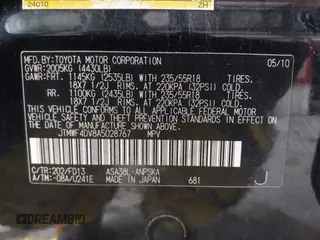 24010
ZH
MFD.BY:TOYOTA MOTOR CORPORATION 05/10
GVWR:2005KG (4430LB)
GAWR:FRT. 1145KG (2535LB) WITH 235/55R18 TIRES,
18X7 1/2J RIMS AT 220KPA (32PSI) COLD.
RR. 1100KG (2435LB) WITH 235/55R18 TIRES,
18X7 1/2J RIMS AT 220KPA (32PSI) COLD.
THIS VEHICLE CONFORMS TO ALL APPLICABLE FEDERAL MOTOR
VEHICLE SAFETY AND THEFT PREVENTION STANDARDS IN EFFECT
ON THE DATE OF MANUFACTURE SHOWN ABOVE.
JTMWF4DV8A5028767 MPV
C/TR:202/FD13 ASA38L-ANPSKA
A/TM:-08A/U241E MADE IN JAPAN 681 J
DREAMBID